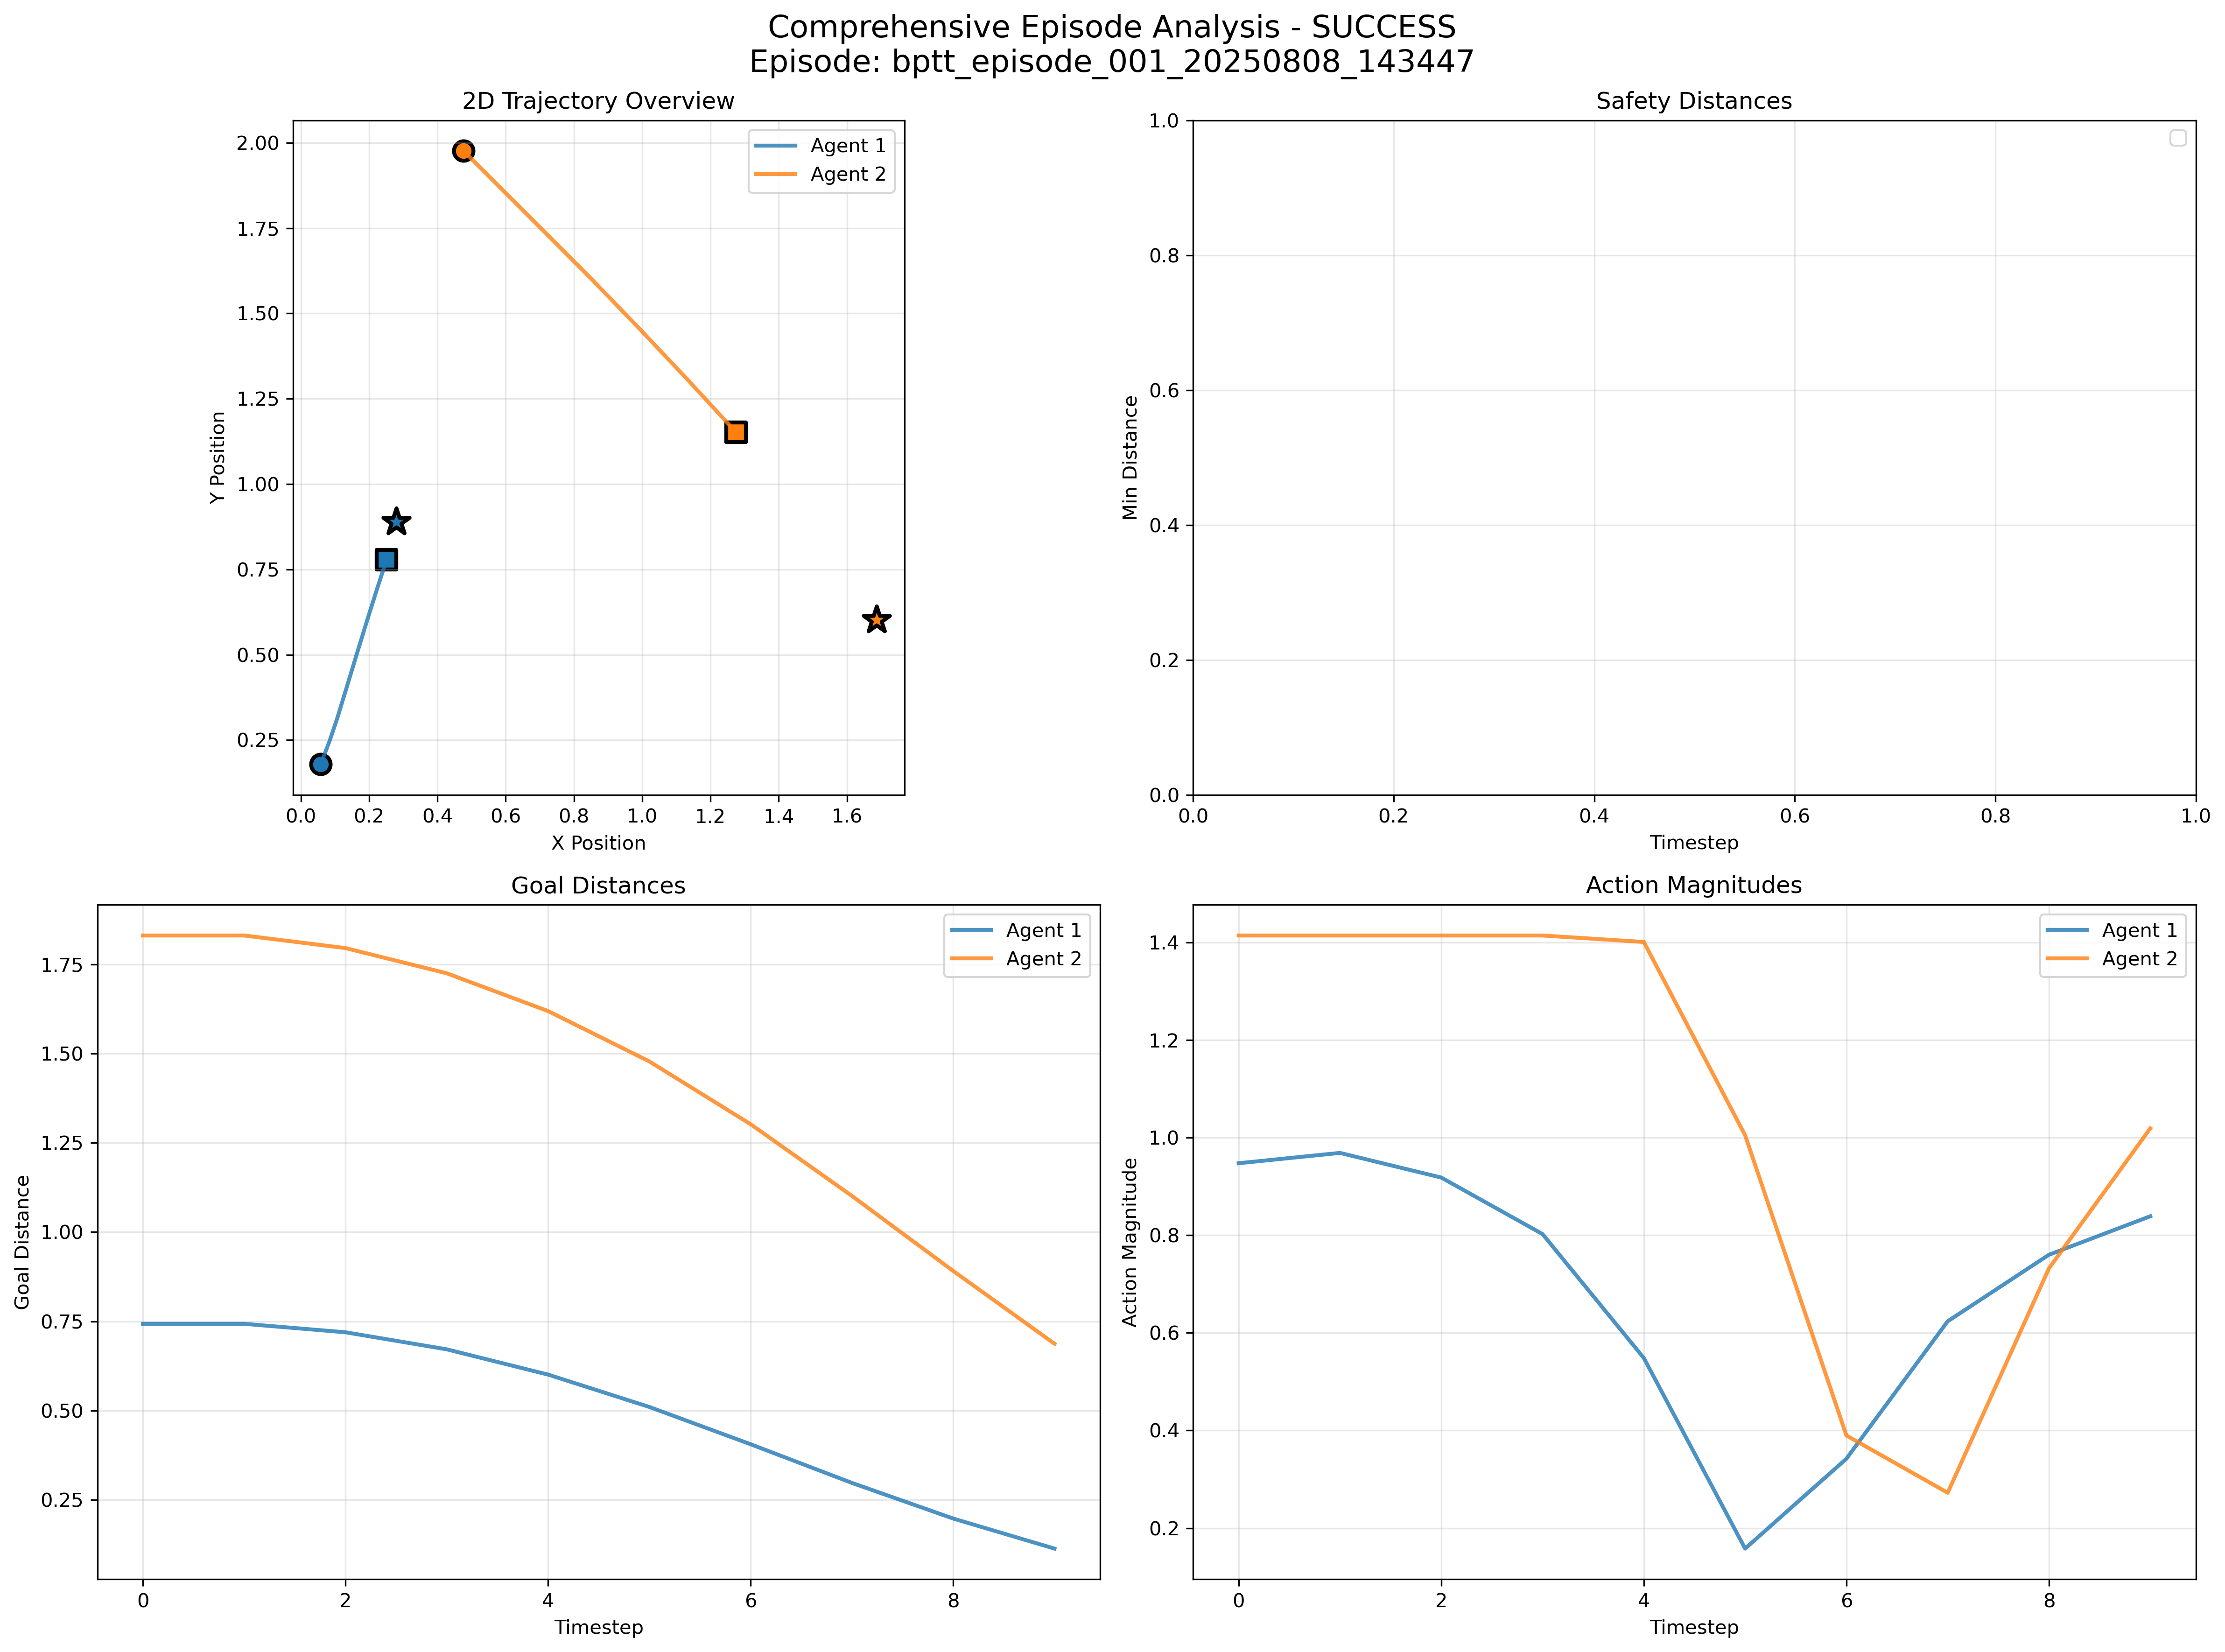 Comprehensive Episode Analysis - SUCCESS
Episode: bptt_episode_001_20250808_143447
2D Trajectory Overview
Agent 1
Agent 2
2.00
1.75
1.50
1.25
1.00
0.75
0.50
0.25
Y Position
0.0 0.2 0.4 0.6 0.8 1.0 1.2 1.4 1.6
X Position
Safety Distances
1.0
0.8
0.6
0.4
0.2
0.0
Min Distance
0.0 0.2 0.4 0.6 0.8 1.0
Timestep
Goal Distances
Agent 1
Agent 2
1.75
1.50
1.25
1.00
0.75
0.50
0.25
Goal Distance
0 2 4 6 8
Timestep
Action Magnitudes
Agent 1
Agent 2
1.4
1.2
1.0
0.8
0.6
0.4
0.2
Action Magnitude
0 2 4 6 8
Timestep